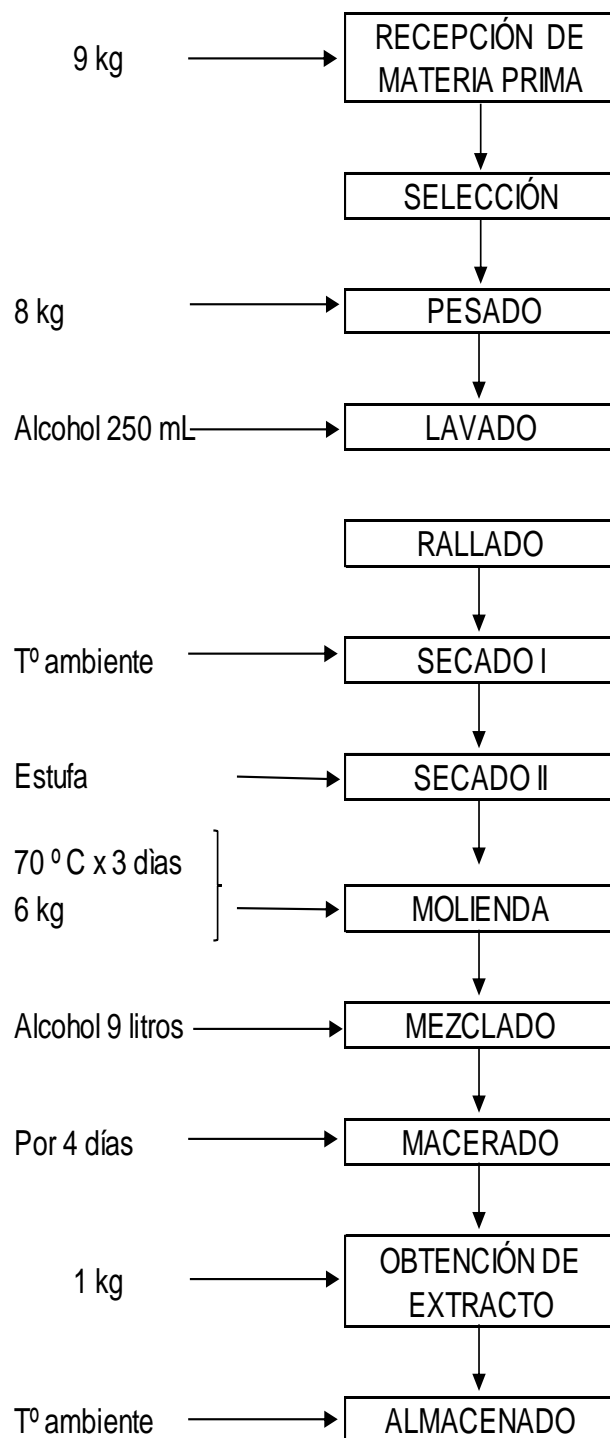 9 kg
RECEPCIÓN DE
MATERIA PRIMA
SELECCIÓN
8 kg
PESADO
Alcohol 250 mL
LAVADO
RALLADO
Tº ambiente
SECADO I
Estufa
SECADO II
70 º C x 3 dìas
6 kg
MOLIENDA
Alcohol 9 litros
MEZCLADO
Por 4 días
MACERADO
1 kg
OBTENCIÓN DE
EXTRACTO
Tº ambiente
ALMACENADO